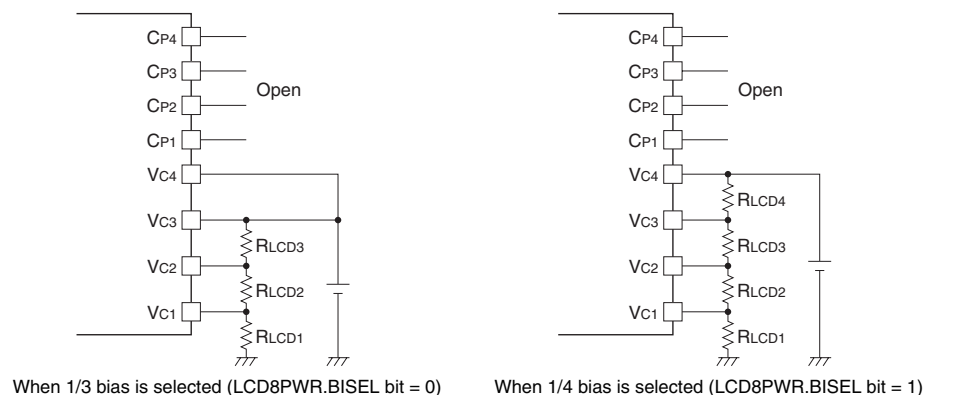 CP4 CP4
CP3 CP3
Open Open
CP2 CP2
CP1 CP1
VC4 VC4
RLCD4
VC3 VC3
RLCD3 RLCD3
VC2 VC2
RLCD2 RLCD2
VC1 VC1
RLCD1 RLCD1
When 1/3 bias is selected (LCD8PWR.BISEL bit = 0) When 1/4 bias is selected (LCD8PWR.BISEL bit = 1)